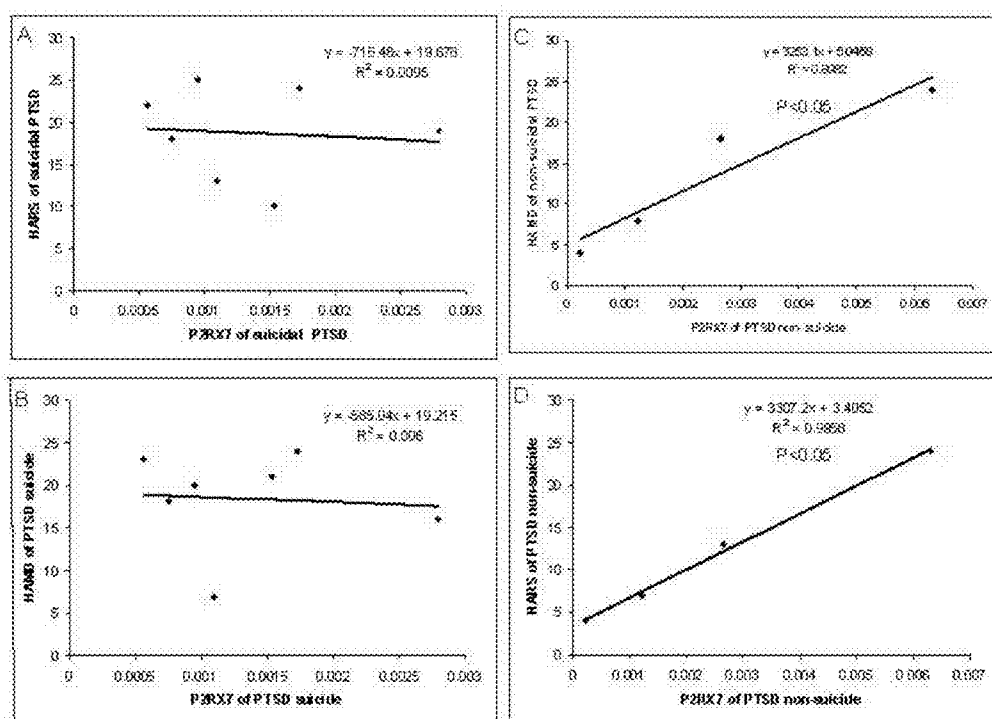 A
y = -715.48x + 19.678
R² = 0.0095
HARS of suicidal PTSD
30
25
20
15
10
5
0
0
0.0005
0.001
0.0015
0.002
0.0025
0.003
P2RX7 of suicidal PTSD
C
R² =
P<0.05
of non-suicidal PTSD
30
25
20
15
10
5
0
0
0.001
0.002
0.003
0.004
0.005
0.006
0.007
P2RX7 of PTSD non-suicide
B
y = -585.04x + 19.215
R² = 0.006
HAMD of PTSD suicide
30
25
20
15
10
5
0
0
0.0005
0.001
0.0015
0.002
0.0025
0.003
P2RX7 of PTSD suicide
D
y = 3307.2x + 3.4052
R² = 0.9858
P<0.05
HARS of PTSD non-suicide
30
25
20
15
10
5
0
0
0.001
0.002
0.003
0.004
0.005
0.006
0.007
P2RX7 of PTSD non-suicide